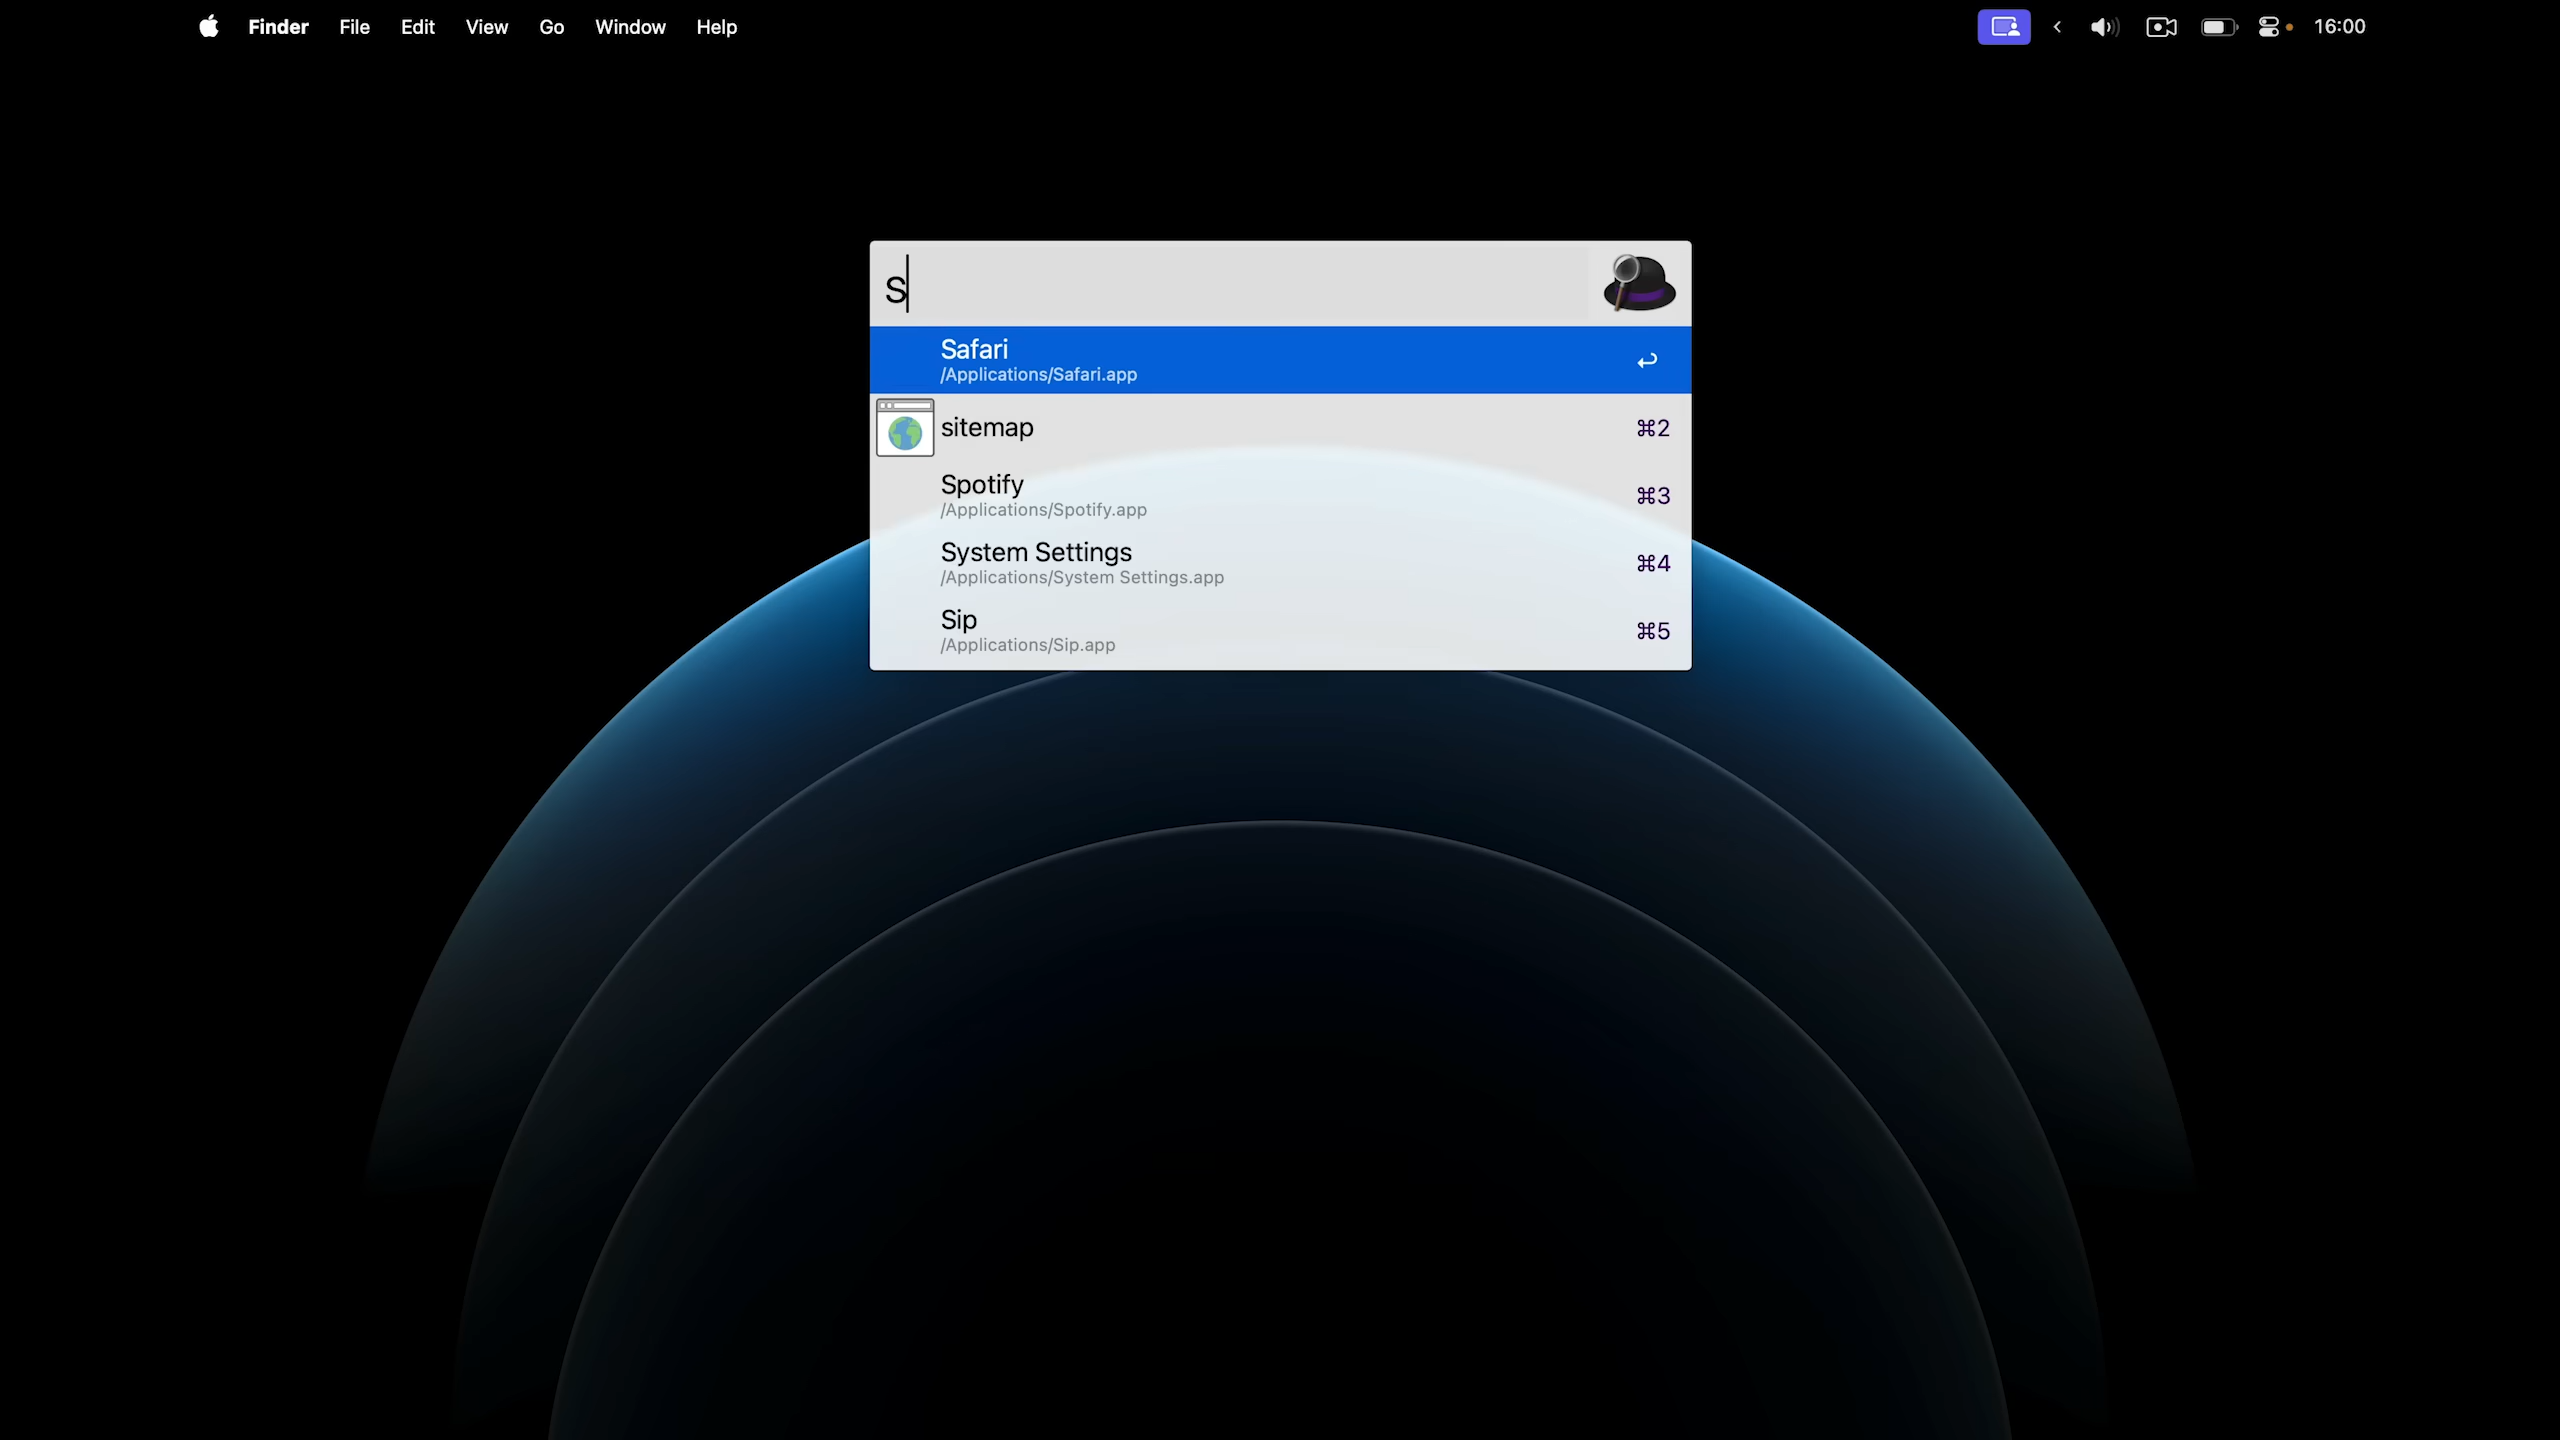 Finder File Edit View Go Window Help 16:00
S
Safari
/Applications/Safari.app
sitemap ⌘2
Spotify
/Applications/Spotify.app ⌘3
System Settings
/Applications/System Settings.app ⌘4
Sip
/Applications/Sip.app ⌘5